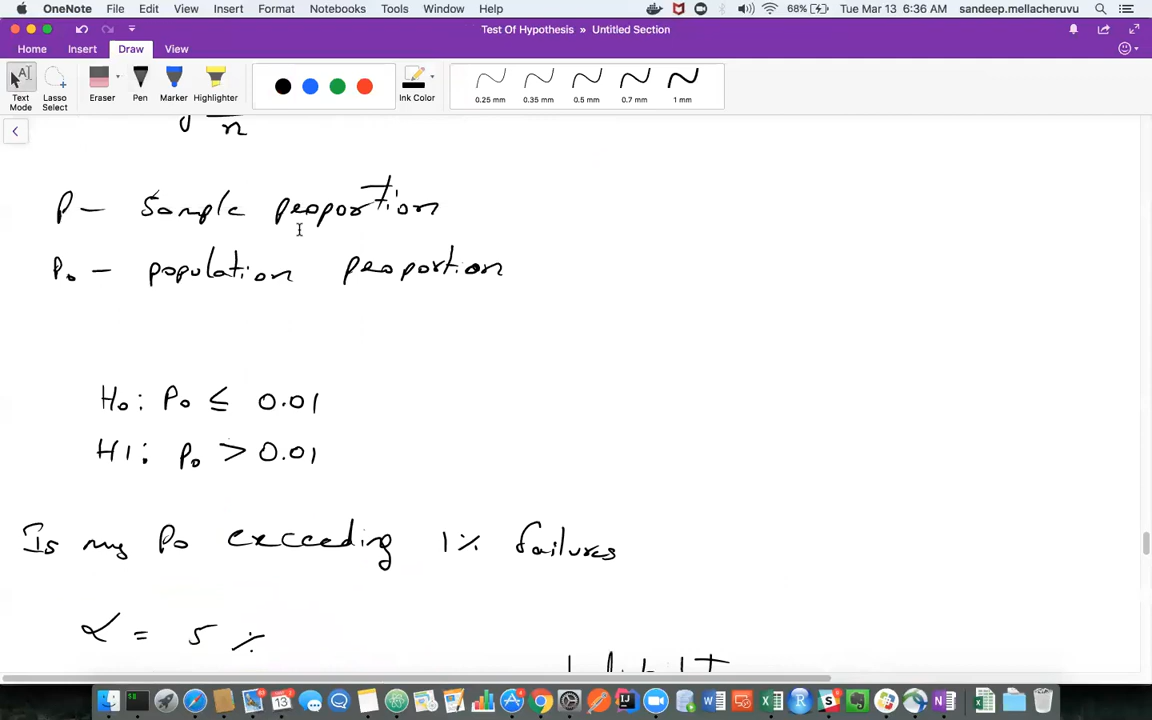 OneNote File Edit View Insert Format Notebooks Tools Window Help 68% Tue Mar 13 6:36 AM sandeep.mellacheruvu
Test Of Hypothesis » Untitled Section
Home Insert Draw View
Text Mode Lasso Select Eraser Pen Marker Highlighter Ink Color 0.25 mm 0.35 mm 0.5 mm 0.7 mm 1 mm
n
P - Sample proportion
P₀ - population proportion
H₀: P₀ ≤ 0.01
H1: P₀ > 0.01
Is my P₀ exceeding 1% failures
α = 5 %